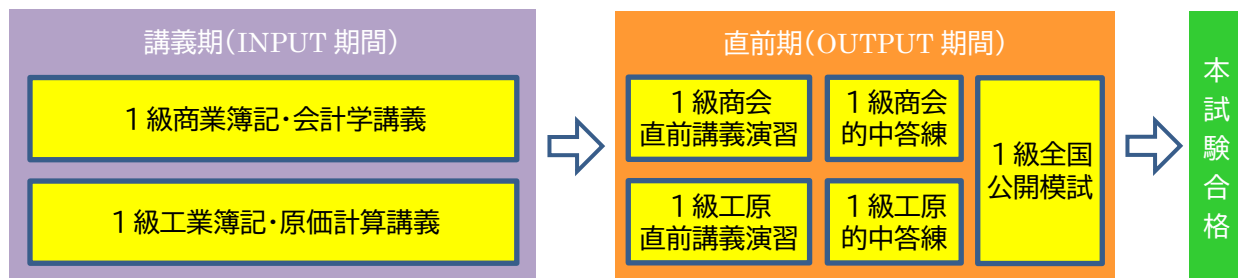 講義期(INPUT 期間)
1級商業簿記・会計学講義
1級工業簿記・原価計算講義
直前期(OUTPUT 期間)
1級商会
直前講義演習
1級工原
直前講義演習
1級商会
的中答練
1級工原
的中答練
1級全国
公開模試
本試験合格